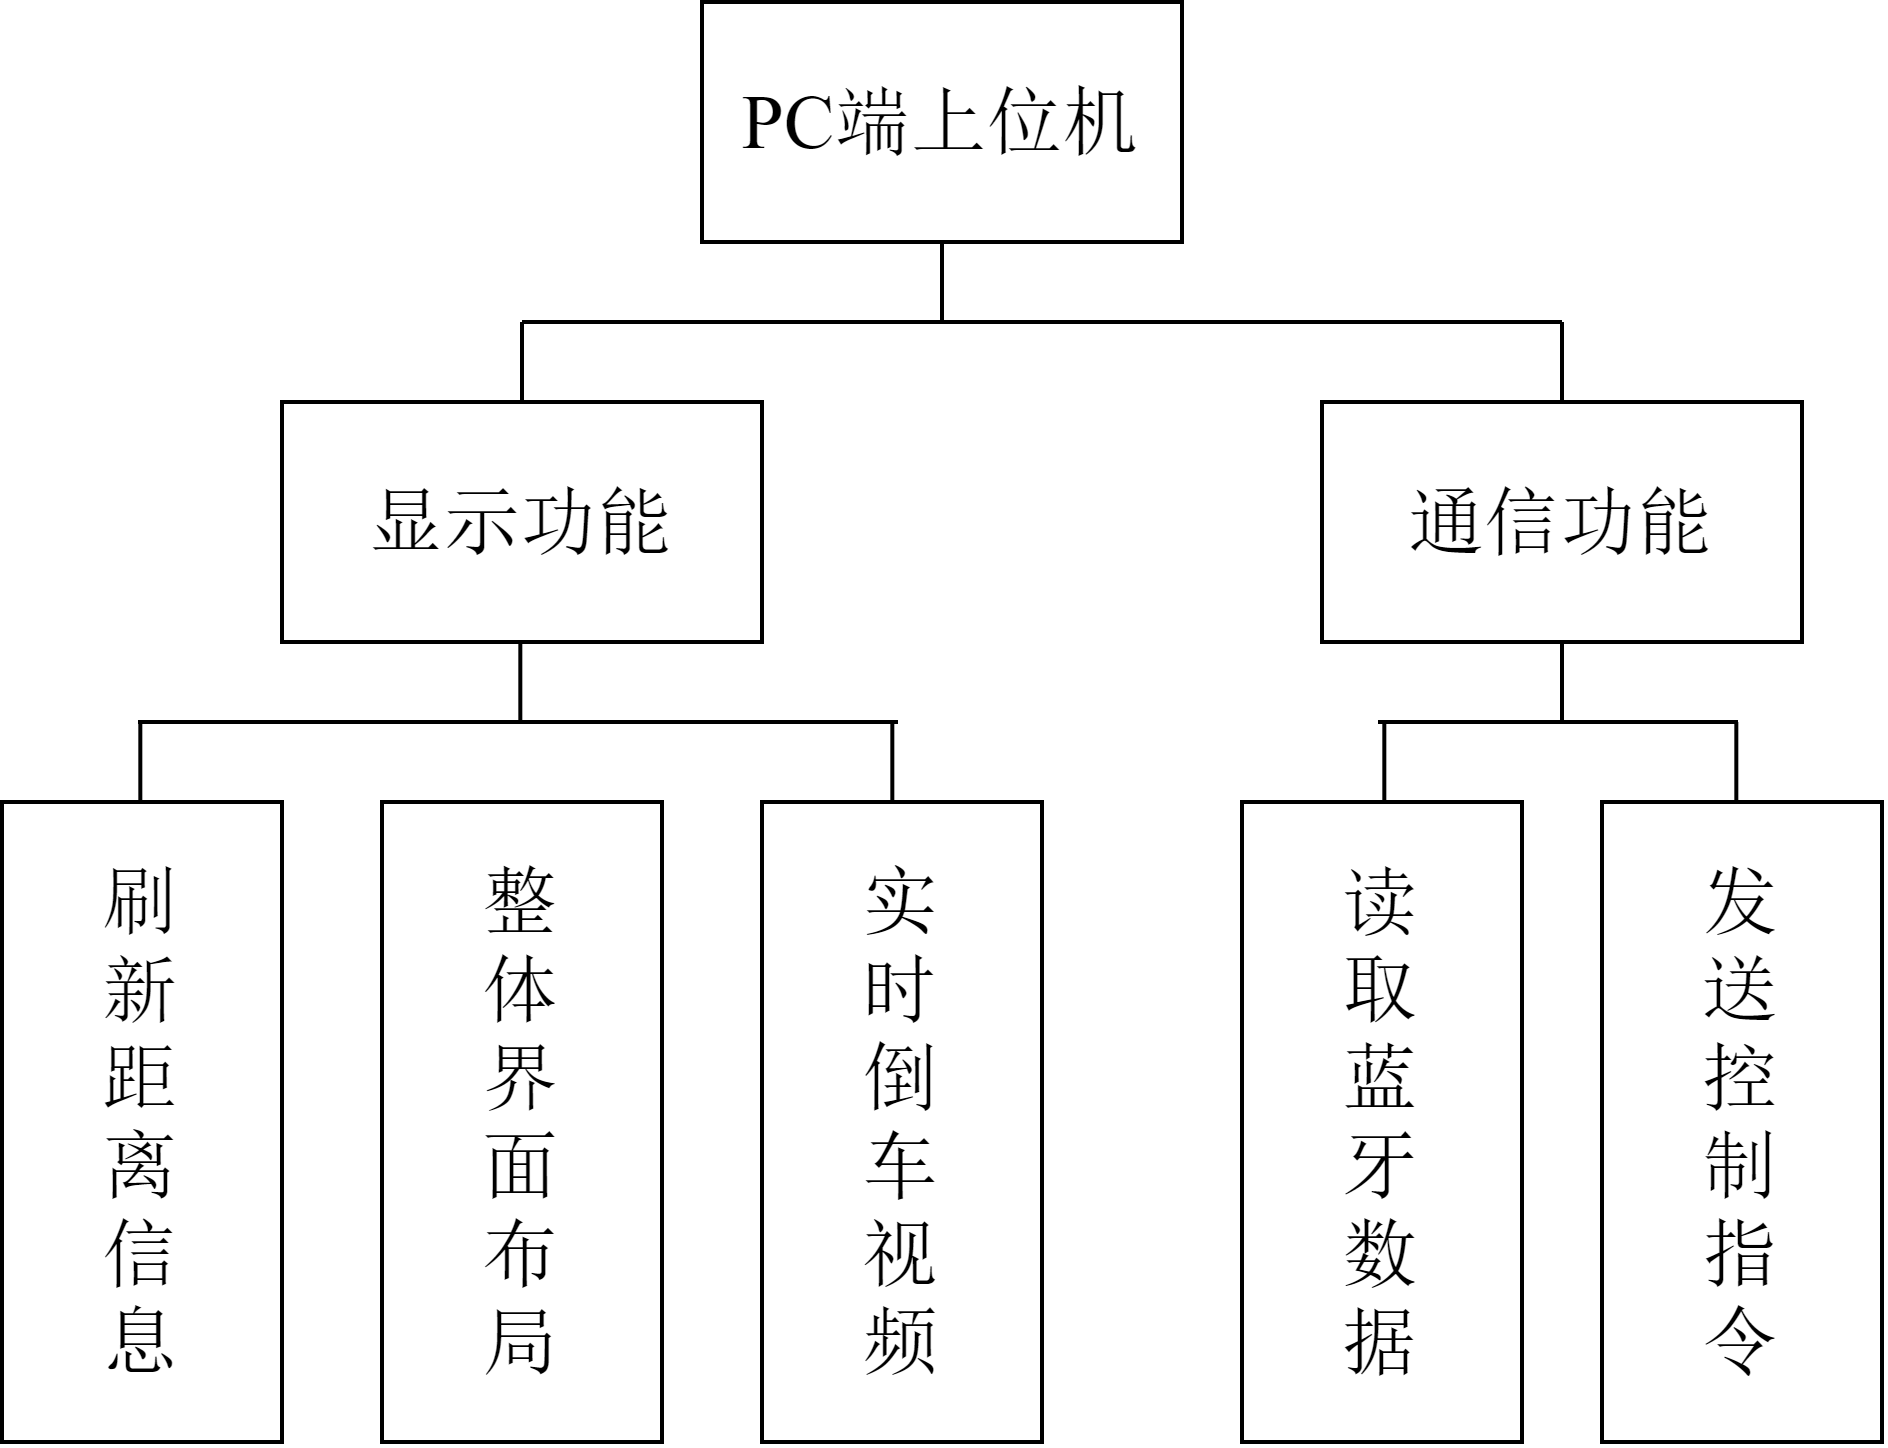 PC端上位机
显示功能
通信功能
刷新距离信息
整体界面布局
实时倒车视频
读取蓝牙数据
发送控制指令